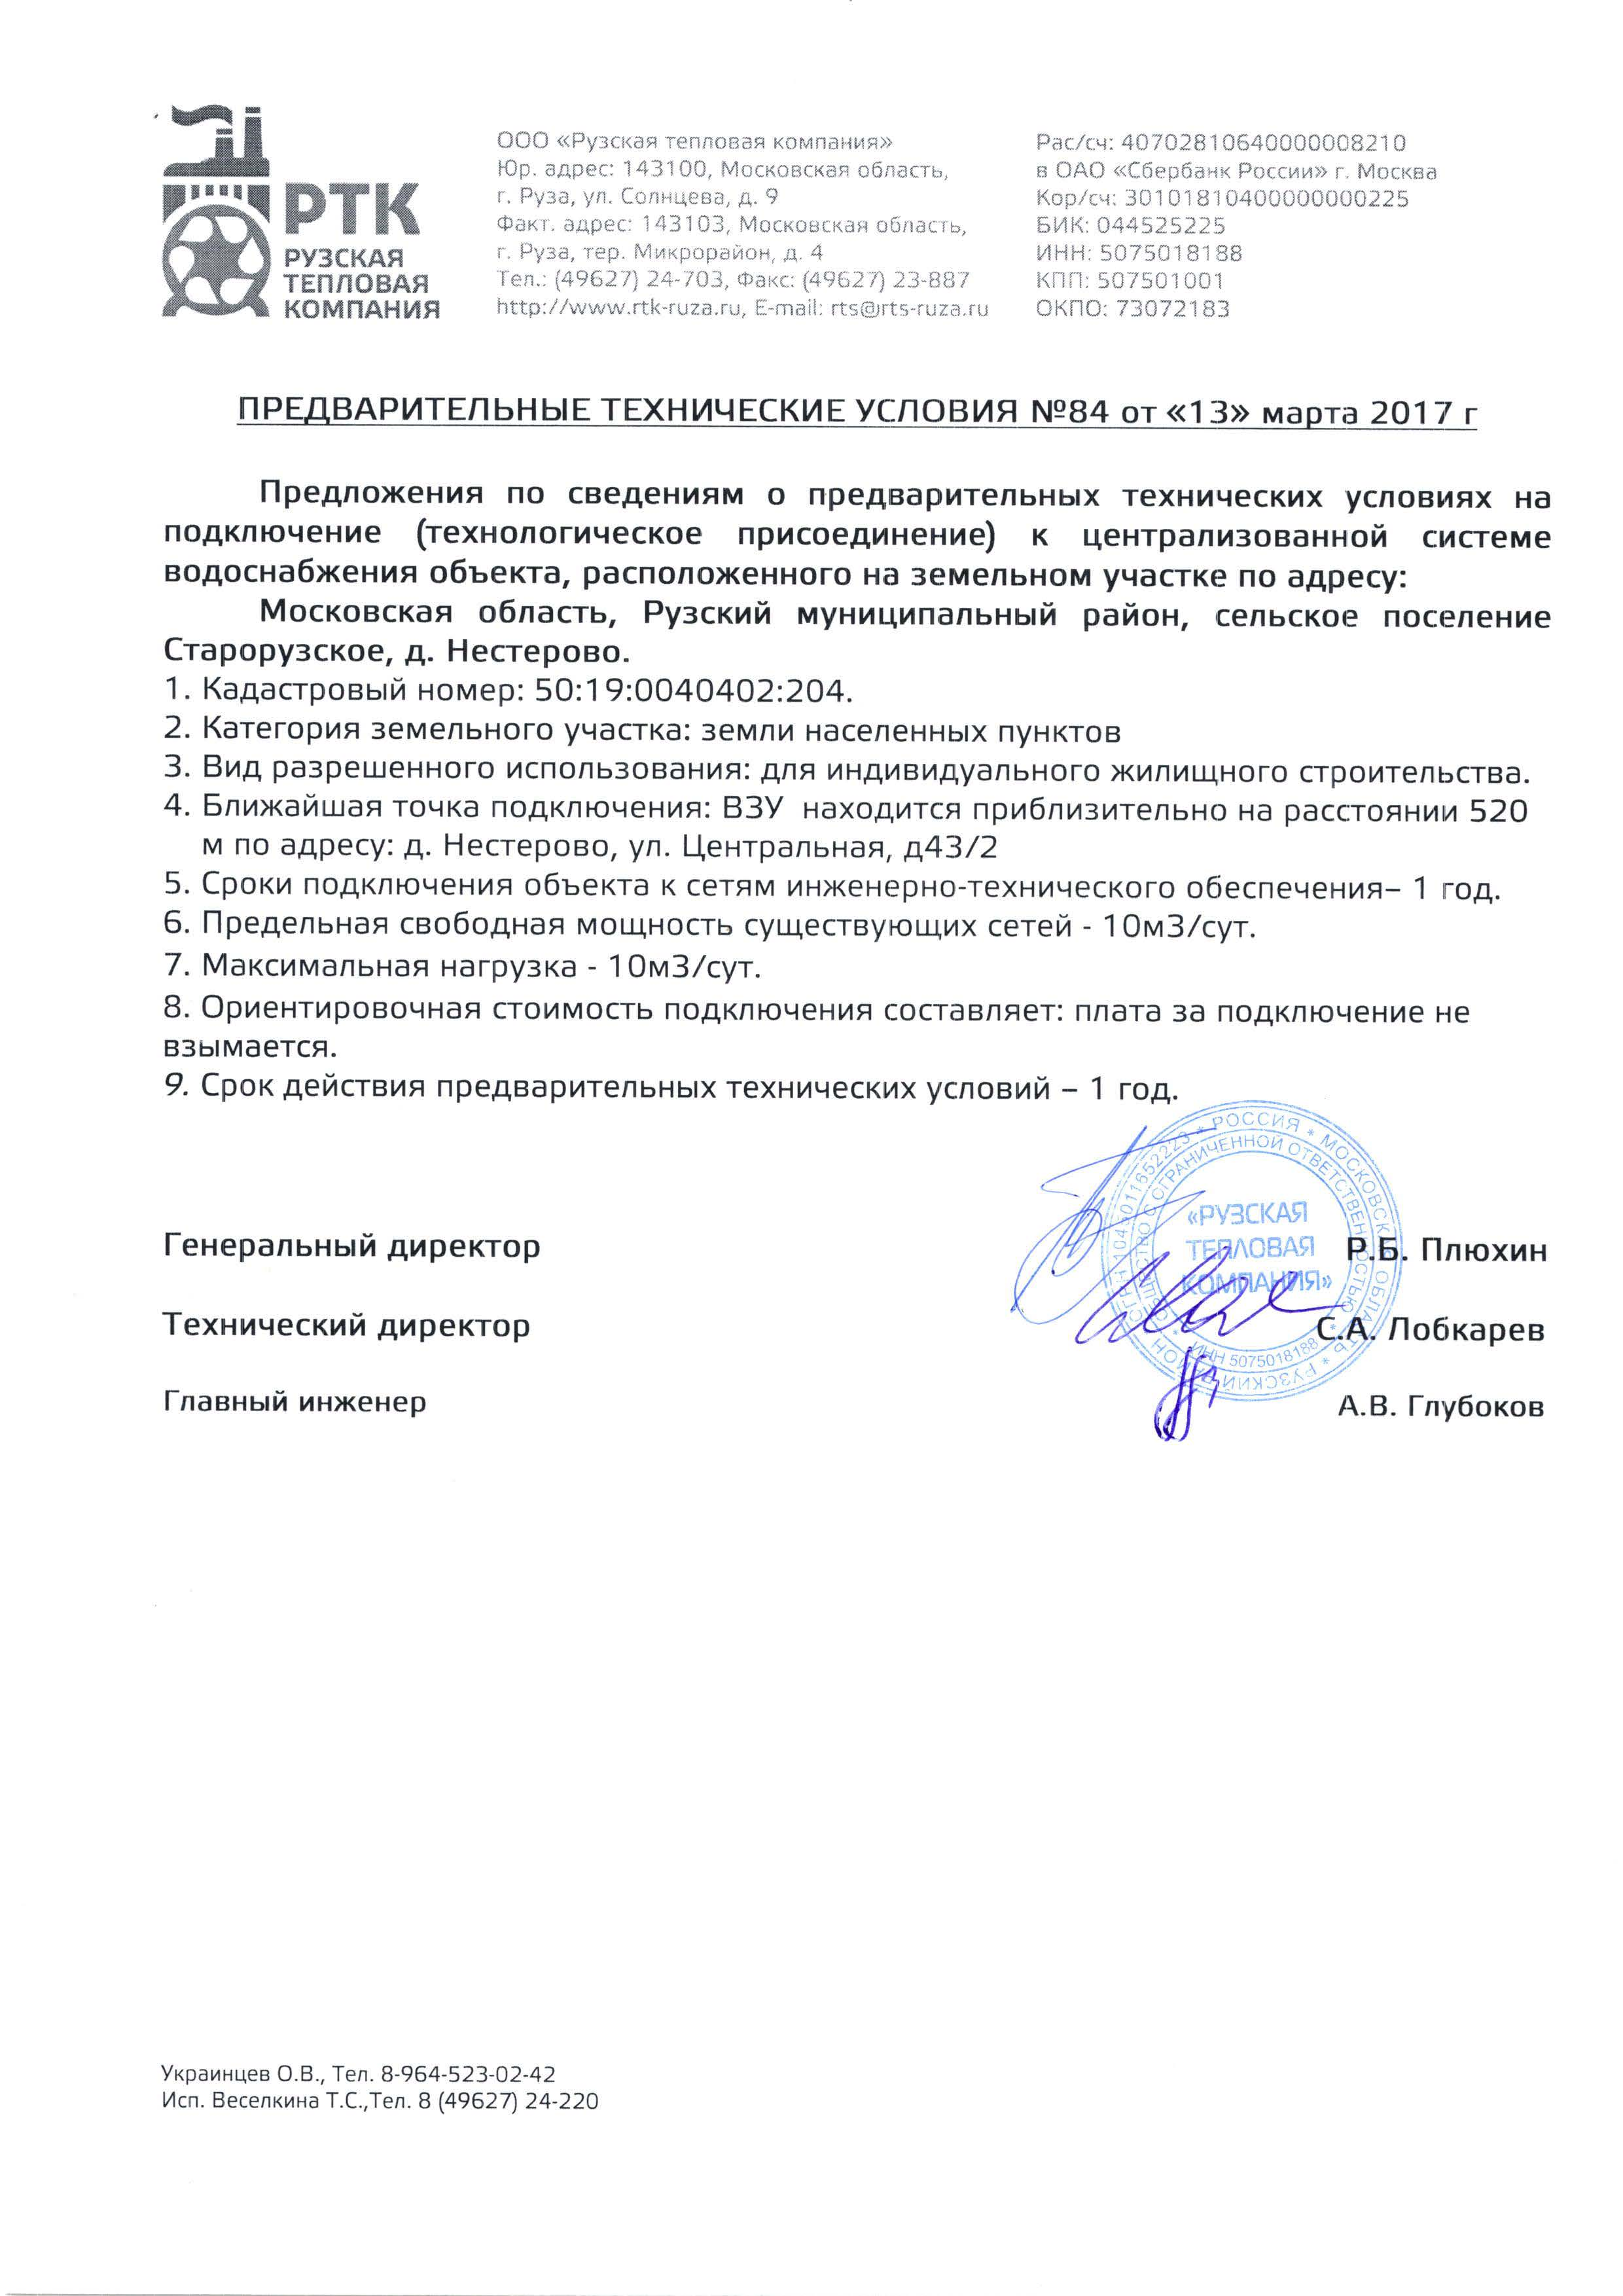 РТК
РУЗСКАЯ
ТЕПЛОВАЯ
КОМПАНИЯ
ООО «Рузская тепловая компания»
Юр. адрес: 143100, Московская область,
г. Руза, ул. Солнцева, д. 9
Факт. адрес: 143103, Московская область,
г. Руза, тер. Микрорайон, д. 4
Тел.: (49627) 24-703, Факс: (49627) 23-887
http://www.rtk-ruza.ru, E-mail: rts@rts-ruza.ru
Рас/сч: 40702810640000008210
в ОАО «Сбербанк России» г. Москва
Кор/сч: 30101810400000000225
БИК: 044525225
ИНН: 5075018188
КПП: 507501001
ОКПО: 73072183
ПРЕДВАРИТЕЛЬНЫЕ ТЕХНИЧЕСКИЕ УСЛОВИЯ №84 от «13» марта 2017 г
Предложения по сведениям о предварительных технических условиях на
подключение (технологическое присоединение) к централизованной системе
водоснабжения объекта, расположенного на земельном участке по адресу:
Московская область, Рузский муниципальный район, сельское поселение
Старорузское, д. Нестерово.
1. Кадастровый номер: 50:19:0040402:204.
2. Категория земельного участка: земли населенных пунктов
3. Вид разрешенного использования: для индивидуального жилищного строительства.
4. Ближайшая точка подключения: ВЗУ находится приблизительно на расстоянии 520
м по адресу: д. Нестерово, ул. Центральная, д43/2
5. Сроки подключения объекта к сетям инженерно-технического обеспечения– 1 год.
6. Предельная свободная мощность существующих сетей - 10м3/сут.
7. Максимальная нагрузка - 10м3/сут.
8. Ориентировочная стоимость подключения составляет: плата за подключение не
взымается.
9. Срок действия предварительных технических условий – 1 год.
Генеральный директор Р.Б. Плюхин
Технический директор С.А. Лобкарев
Главный инженер А.В. Глубоков
РОССИЯ * МОСКОВСКАЯ ОБЛАСТЬ * РУЗСКИЙ РАЙОН
ОБЩЕСТВО С ОГРАНИЧЕННОЙ ОТВЕТСТВЕННОСТЬЮ
ИНН 5075018188
«РУЗСКАЯ
ТЕПЛОВАЯ
КОМПАНИЯ»
Украинцев О.В., Тел. 8-964-523-02-42
Исп. Веселкина Т.С.,Тел. 8 (49627) 24-220